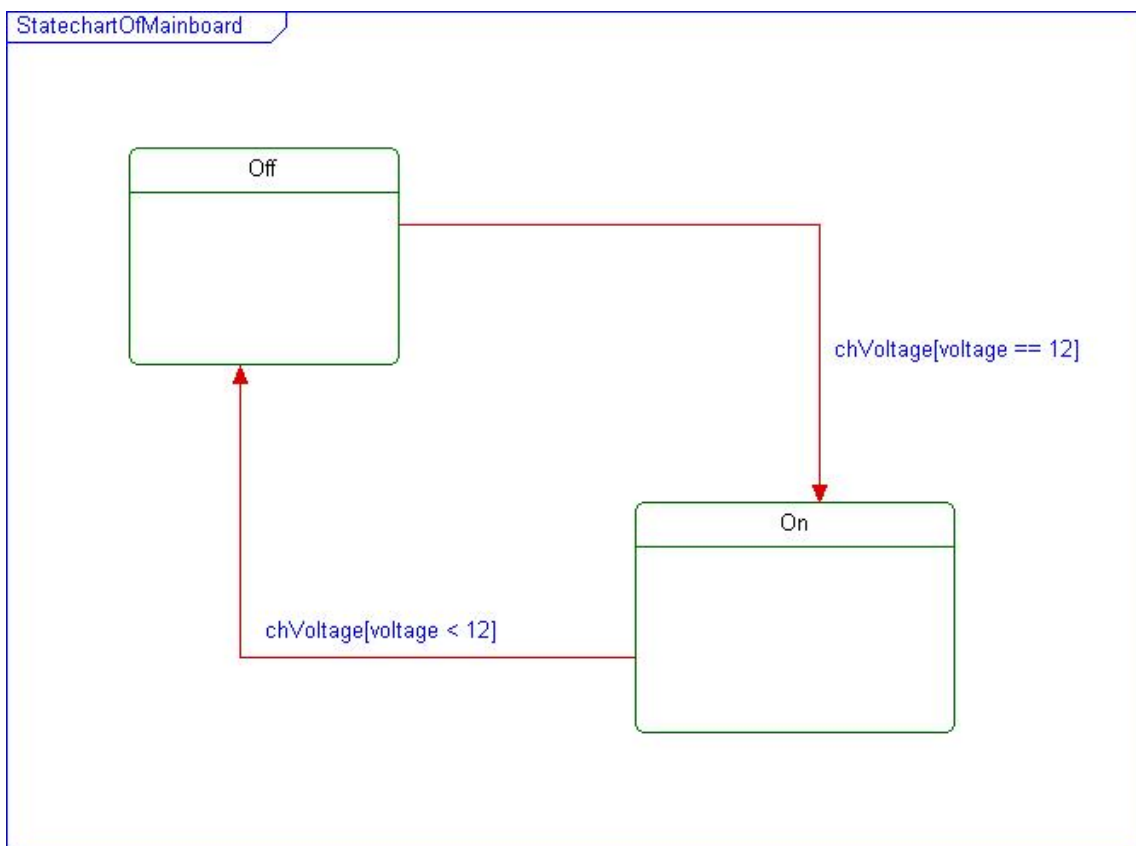 StatechartOfMainboard
Off
chVoltage[voltage == 12]
On
chVoltage[voltage < 12]